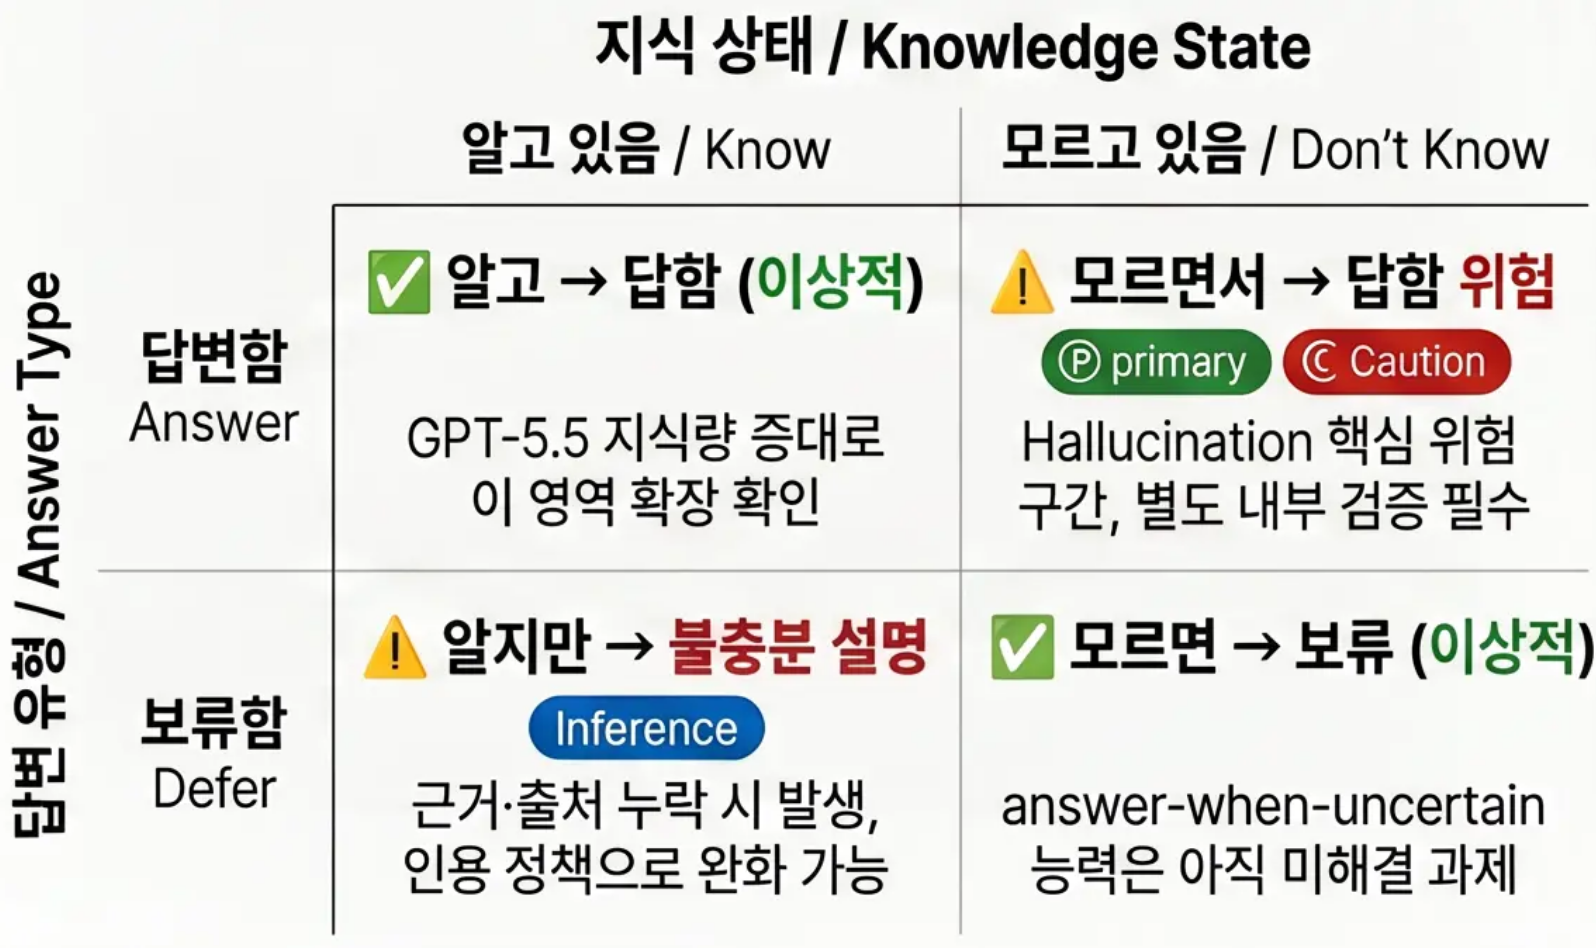 지식 상태 / Knowledge State
알고 있음 / Know
모르고 있음 / Don't Know
답변 유형 / Answer Type
답변함
Answer
✅ 알고 → 답함 (이상적)
GPT-5.5 지식량 증대로
이 영역 확장 확인
⚠️ 모르면서 → 답함 위험
Ⓟ primary
C Caution
Hallucination 핵심 위험
구간, 별도 내부 검증 필수
보류함
Defer
⚠️ 알지만 → 불충분 설명
Inference
근거·출처 누락 시 발생,
인용 정책으로 완화 가능
✅ 모르면 → 보류 (이상적)
answer-when-uncertain
능력은 아직 미해결 과제